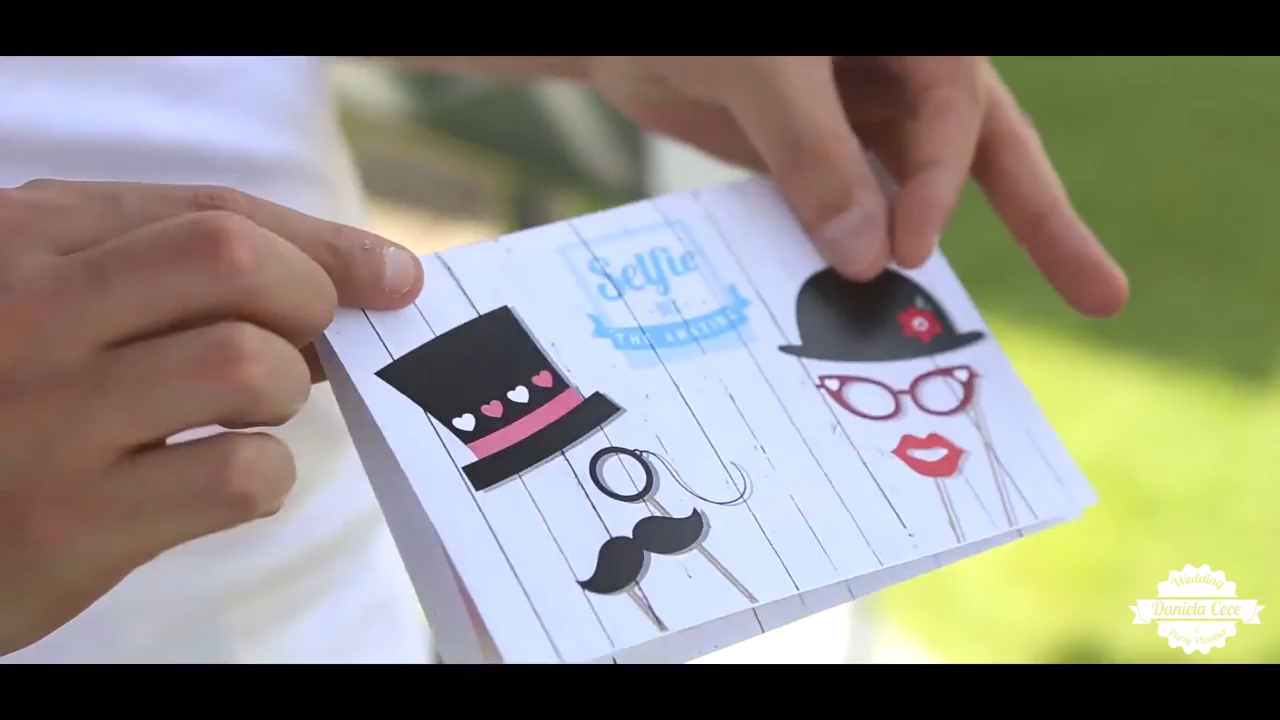 Selfie
THE AMAZING
Wedding
Daniela Cece
Party Planner